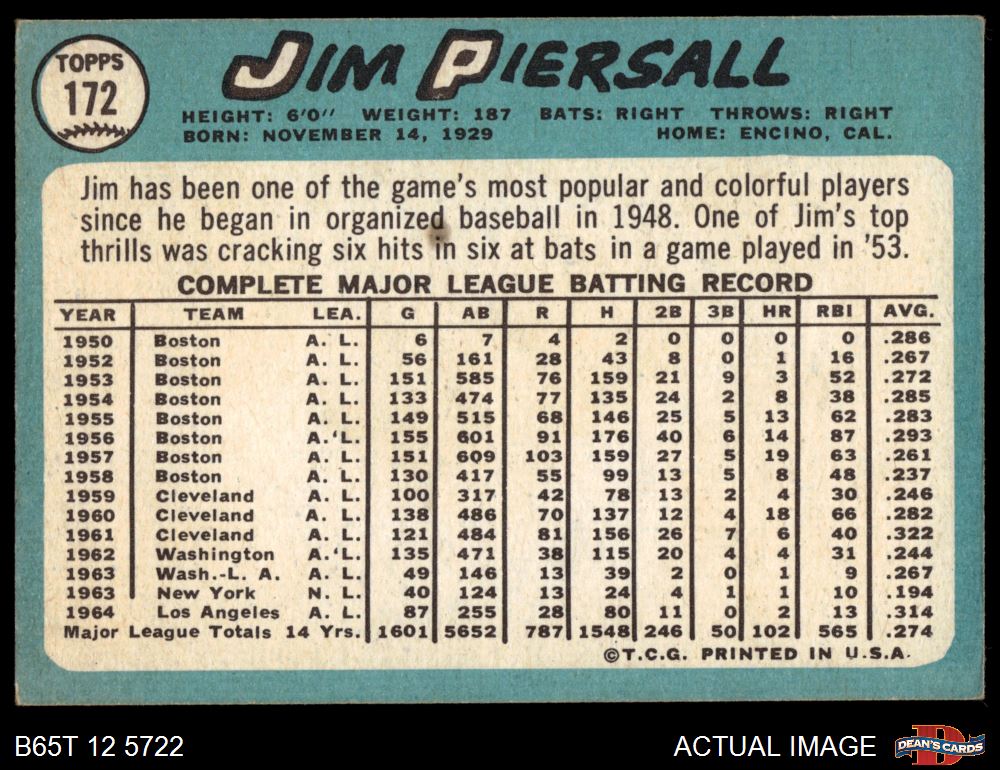 TOPPS
172
JIM PIERSALL
HEIGHT: 6'0" WEIGHT: 187 BATS: RIGHT THROWS: RIGHT
BORN: NOVEMBER 14, 1929 HOME: ENCINO, CAL.
Jim has been one of the game's most popular and colorful players
since he began in organized baseball in 1948. One of Jim's top
thrills was cracking six hits in six at bats in a game played in '53.
COMPLETE MAJOR LEAGUE BATTING RECORD
YEAR TEAM LEA. G AB R H 2B 3B HR RBI AVG.
1950 Boston A. L. 6 7 4 2 0 0 0 0 .286
1952 Boston A. L. 56 161 28 43 8 0 1 16 .267
1953 Boston A. L. 151 585 76 159 21 9 3 52 .272
1954 Boston A. L. 133 474 77 135 24 2 8 38 .285
1955 Boston A. L. 149 515 68 146 25 5 13 62 .283
1956 Boston A. L. 155 601 91 176 40 6 14 87 .293
1957 Boston A. L. 151 609 103 159 27 5 19 63 .261
1958 Boston A. L. 130 417 55 99 13 5 8 48 .237
1959 Cleveland A. L. 100 317 42 78 13 2 4 30 .246
1960 Cleveland A. L. 138 486 70 137 12 4 18 66 .282
1961 Cleveland A. L. 121 484 81 156 26 7 6 40 .322
1962 Washington A. L. 135 471 38 115 20 4 4 31 .244
1963 Wash.-L. A. A. L. 49 146 13 39 2 0 1 9 .267
1963 New York N. L. 40 124 13 24 4 1 1 10 .194
1964 Los Angeles A. L. 87 255 28 80 11 0 2 13 .314
Major League Totals 14 Yrs. 1601 5652 787 1548 246 50 102 565 .274
©T.C.G. PRINTED IN U.S.A.
B65T 12 5722 ACTUAL IMAGE
DEAN'S CARDS